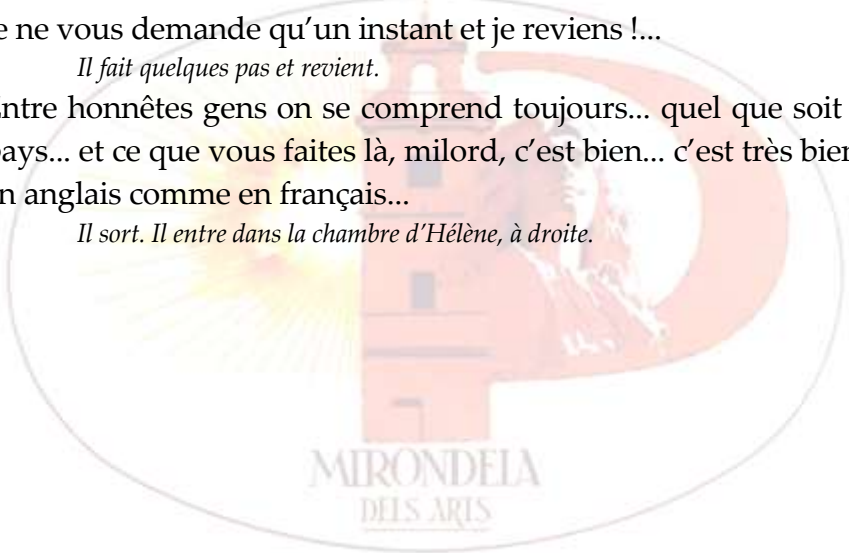 e ne vous demande qu’un instant et je reviens !...
Il fait quelques pas et revient.
Entre honnêtes gens on se comprend toujours... quel que soit
pays... et ce que vous faites là, milord, c’est bien... c’est très bien
n anglais comme en français...
Il sort. Il entre dans la chambre d’Hélène, à droite.
MIRONDELA
DELS ARTS